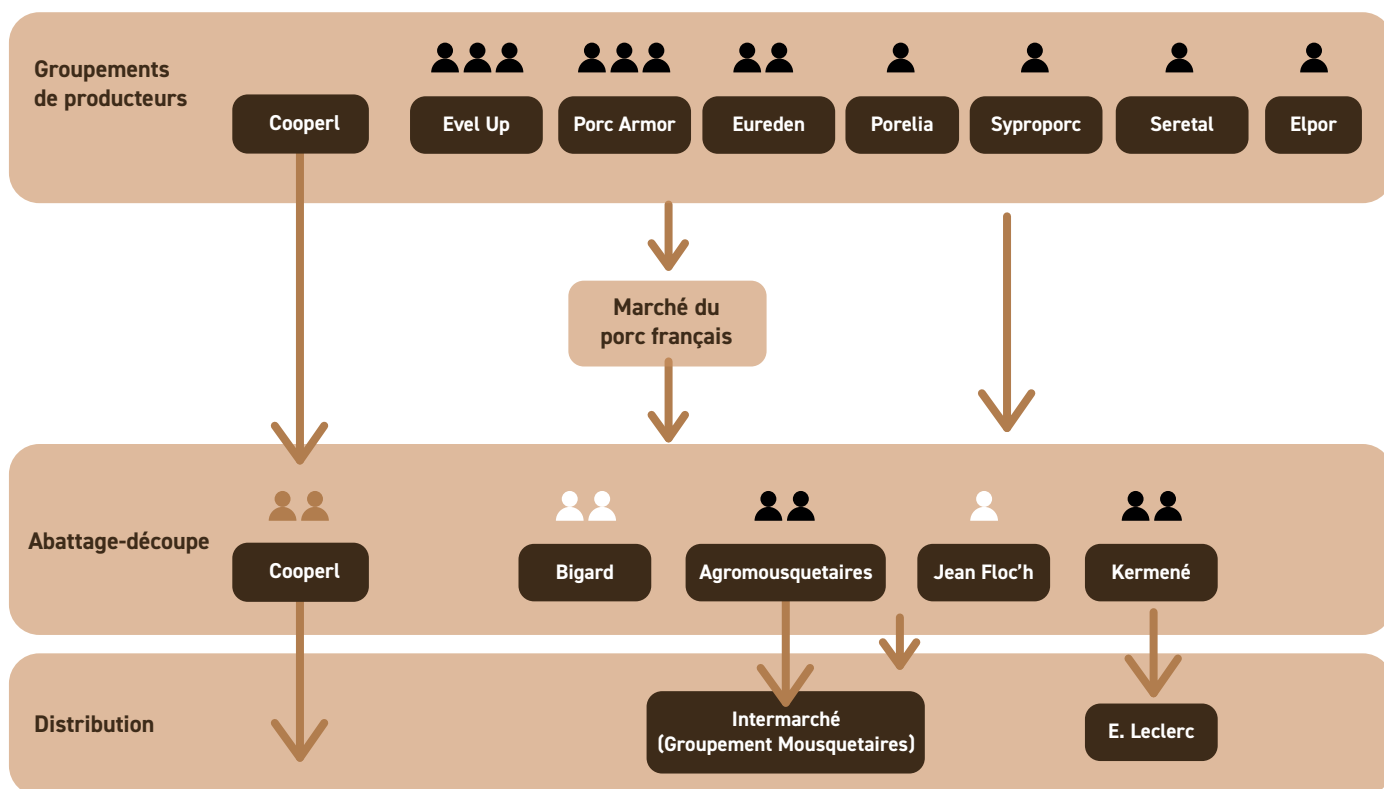 Groupements
de producteurs
Cooperl
Evel Up
Porc Armor
Eureden
Porelia
Syproporc
Seretal
Elpor
Marché du
porc français
Abattage-découpe
Cooperl
Bigard
Agromousquetaires
Jean Floc’h
Kermené
Distribution
Intermarché
(Groupement Mousquetaires)
E. Leclerc